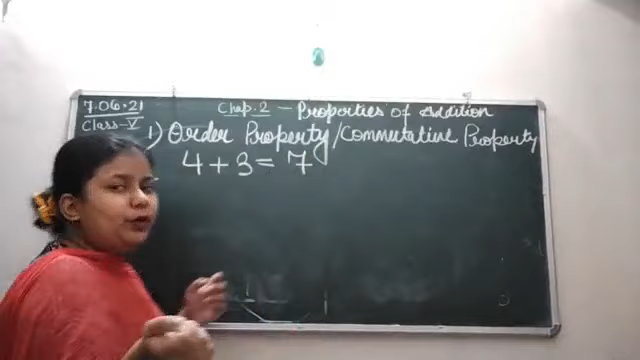 7.06.21
Class-V
Chap.2 - Properties of Addition
1) Order Property/Commutative Property
4 + 3 = 7